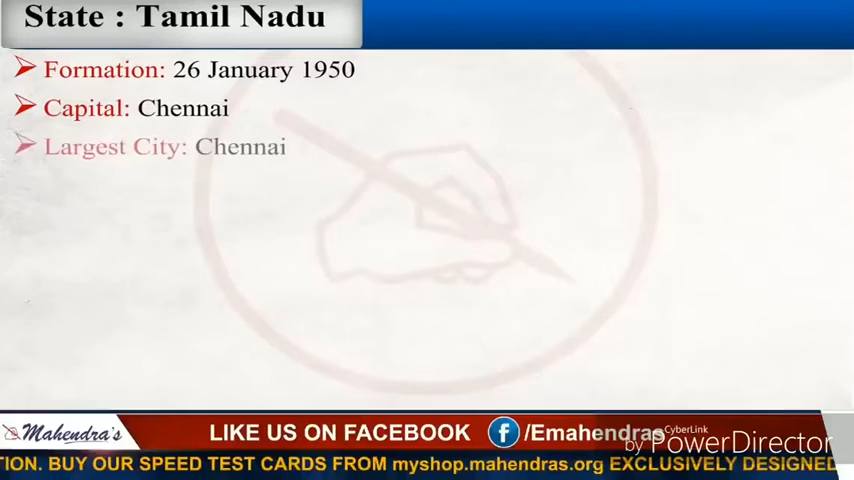 State : Tamil Nadu
Formation: 26 January 1950
Capital: Chennai
Largest City: Chennai
Mahendra's LIKE US ON FACEBOOK f /Emahendras
by CyberLink PowerDirector
TION. BUY OUR SPEED TEST CARDS FROM myshop.mahendras.org EXCLUSIVELY DESIGNED